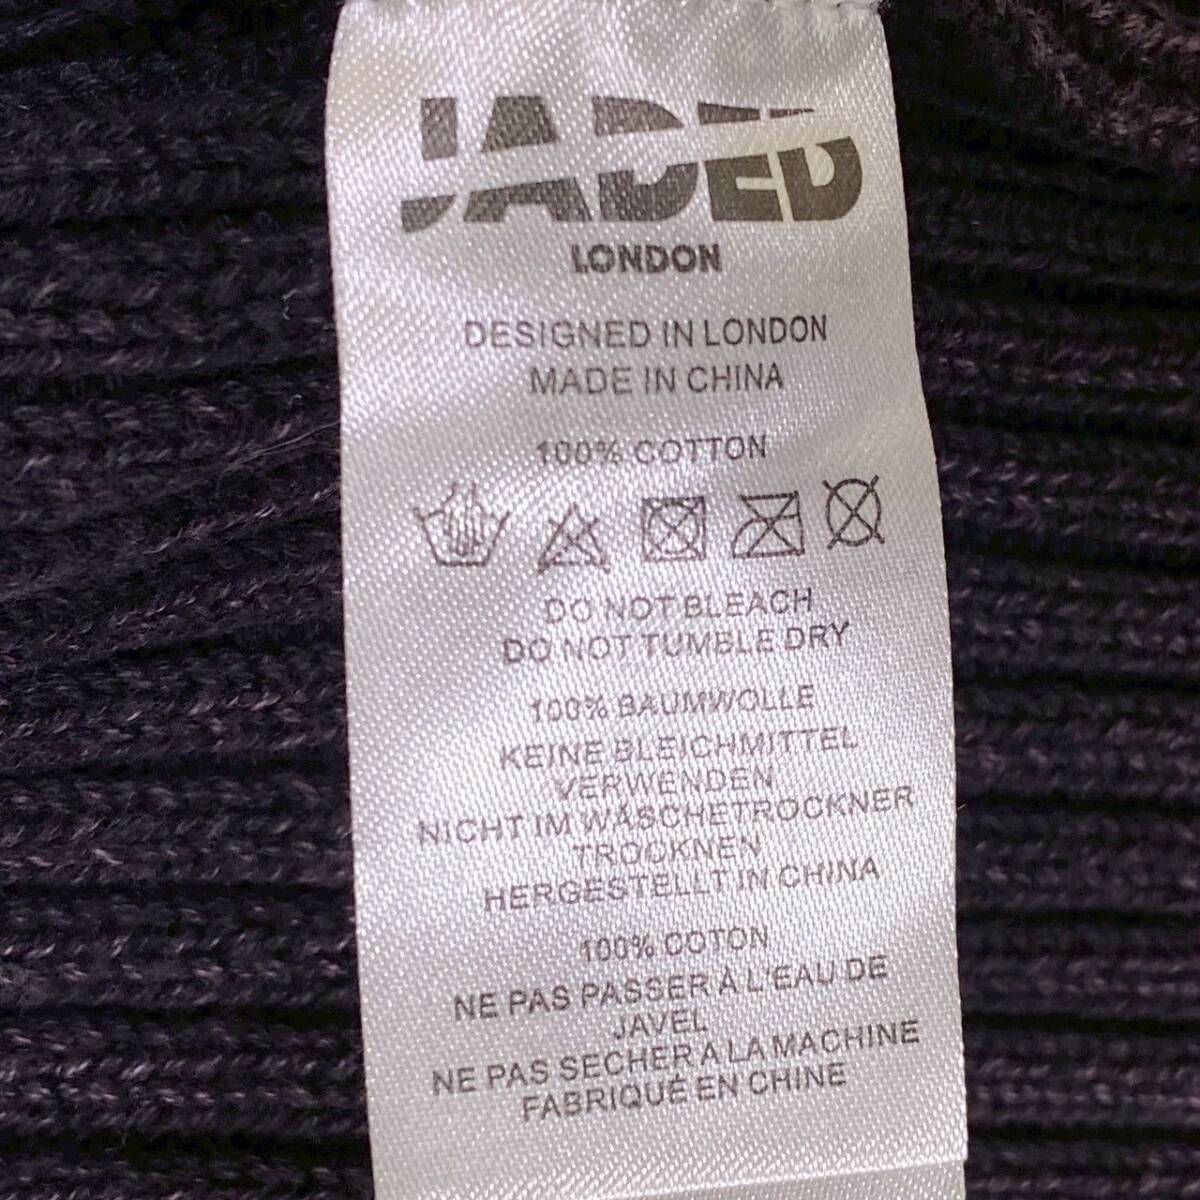 JADED
LONDON
DESIGNED IN LONDON
MADE IN CHINA
100% COTTON
DO NOT BLEACH
DO NOT TUMBLE DRY
100% BAUMWOLLE
KEINE BLEICHMITTEL
VERWENDEN
NICHT IM WASCHETROCKNER
TROCKNEN
HERGESTELLT IN CHINA
100% COTON
NE PAS PASSER À L'EAU DE
JAVEL
NE PAS SECHER A LA MACHINE
FABRIQUÉ EN CHINE